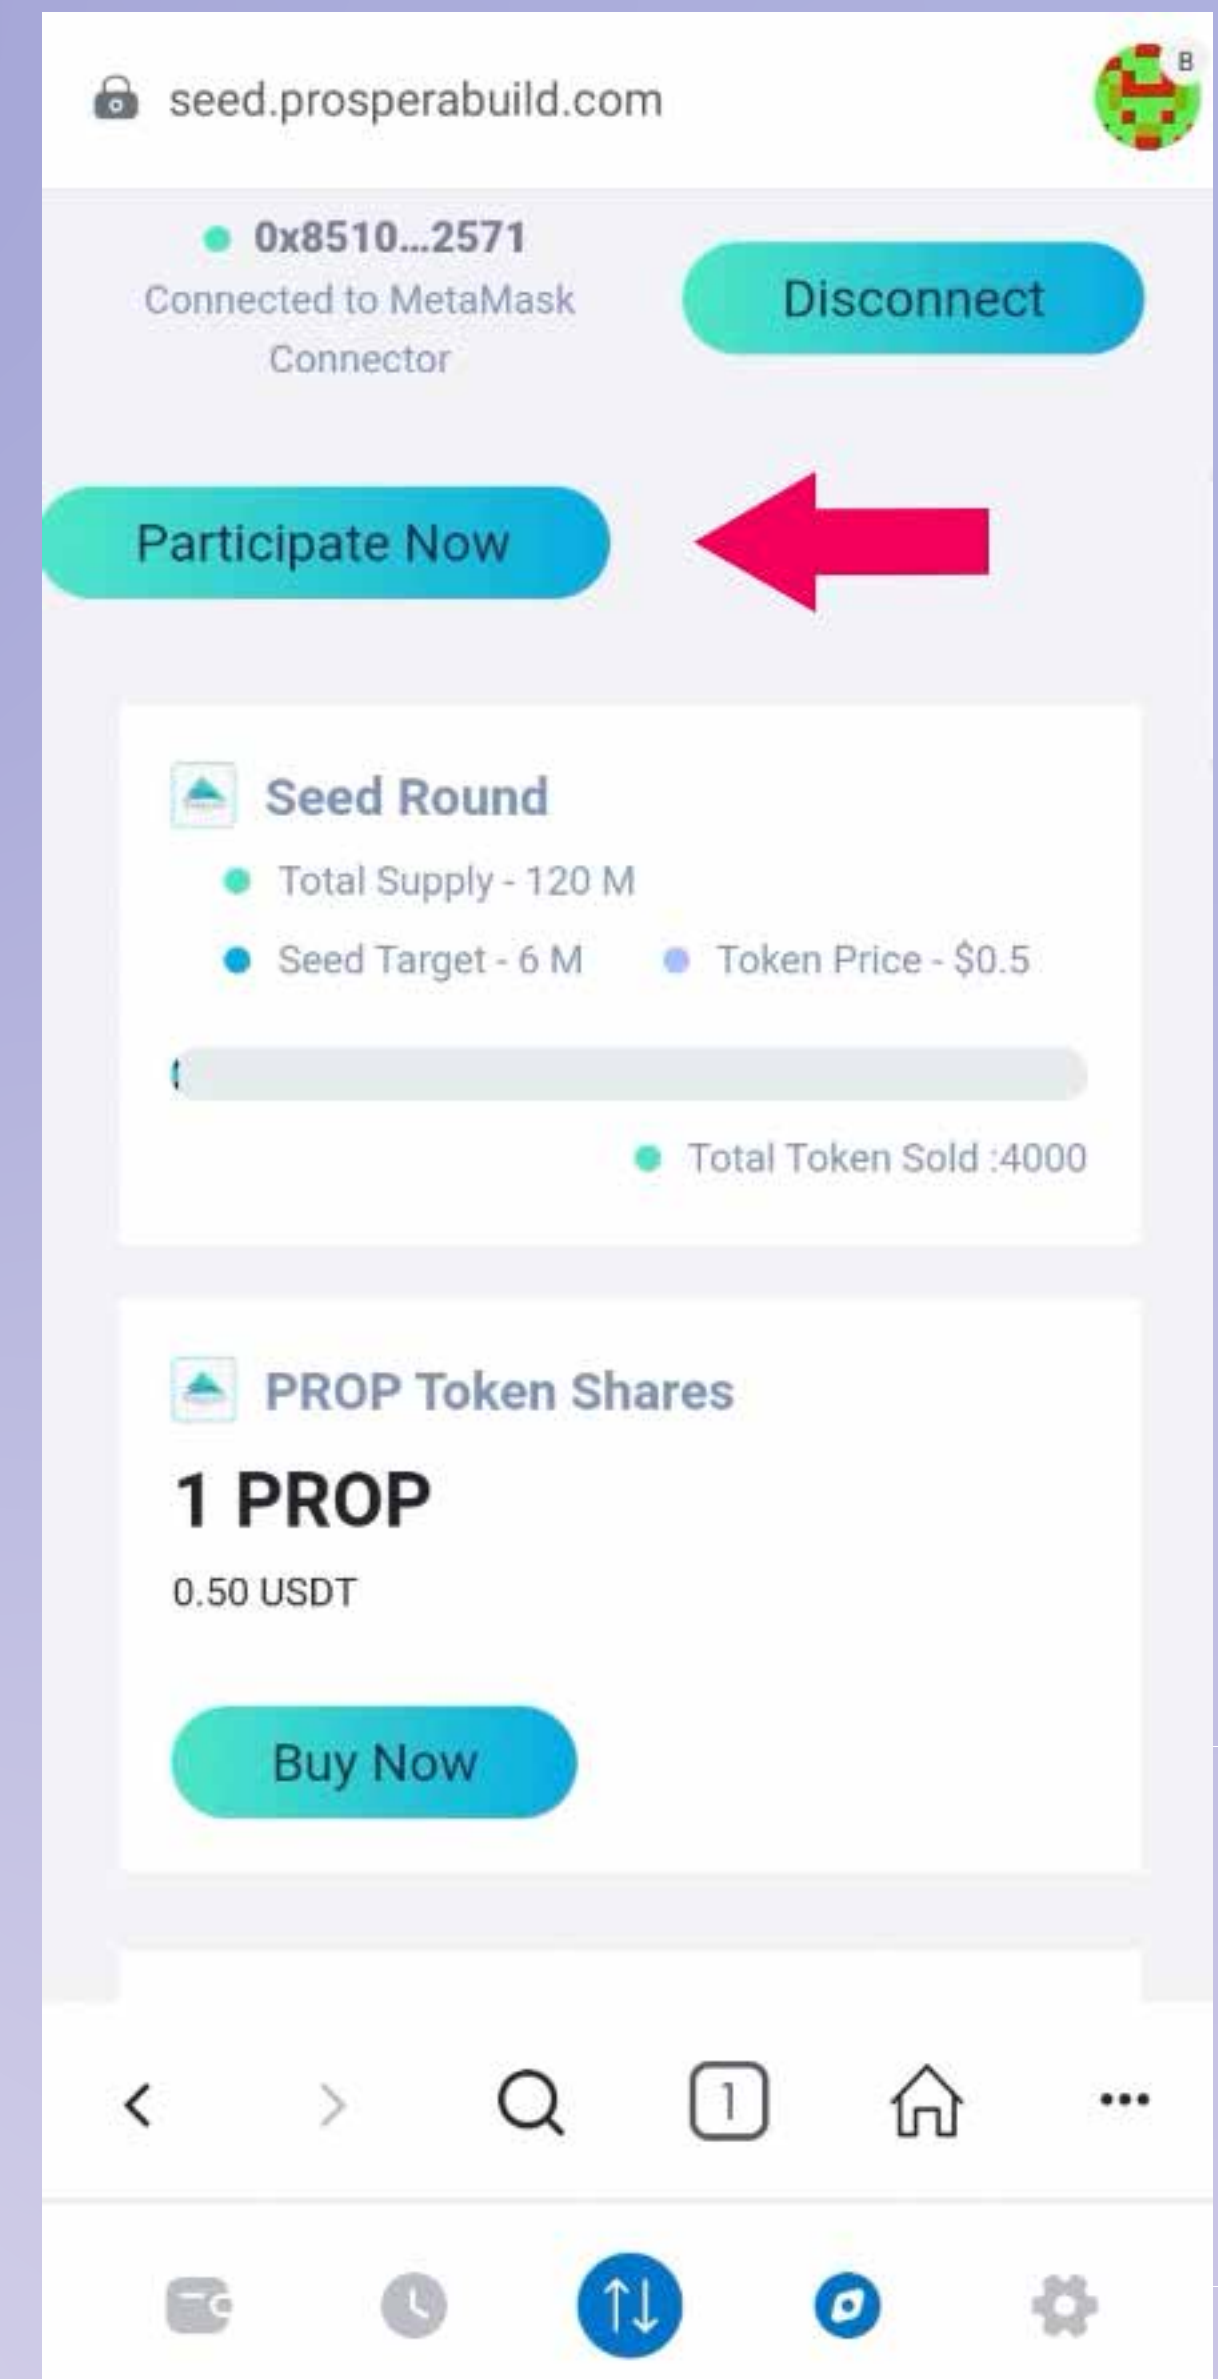 seed.prosperabuild.com
B
0x8510...2571
Connected to MetaMask
Connector
Disconnect
Participate Now
Seed Round
Total Supply - 120 M
Seed Target - 6 M
Token Price - $0.5
Total Token Sold :4000
PROP Token Shares
1 PROP
0.50 USDT
Buy Now
1